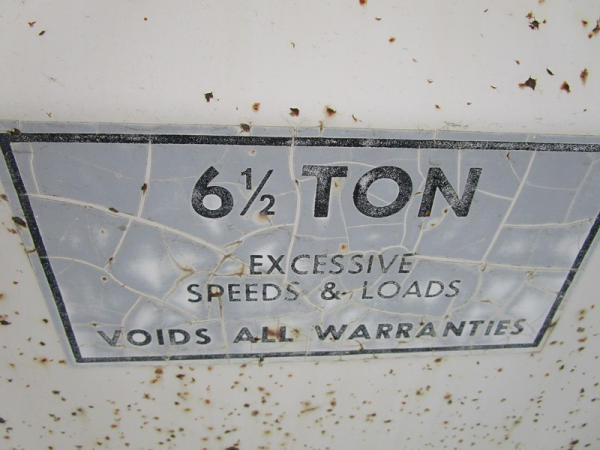 6½ TON
EXCESSIVE
SPEEDS & LOADS
VOIDS ALL WARRANTIES